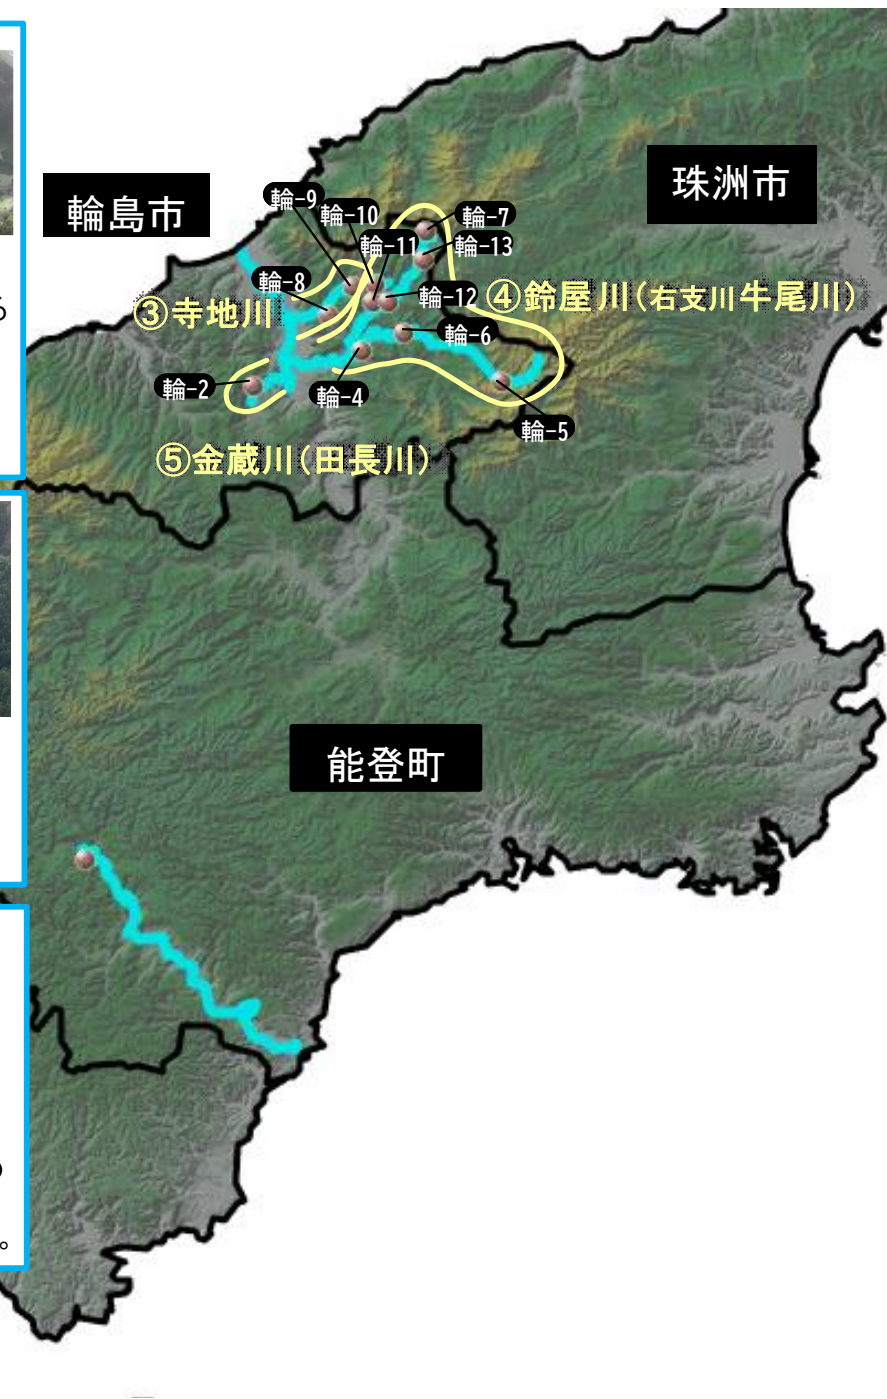 珠洲市
輪島市
輪-9
輪-10
輪-7
輪-11
輪-13
輪-8
輪-12
④鈴屋川(右支川牛尾川)
③寺地川
る
輪-6
輪-2
輪-4
輪-5
⑤金蔵川(田長川)
能登町
。